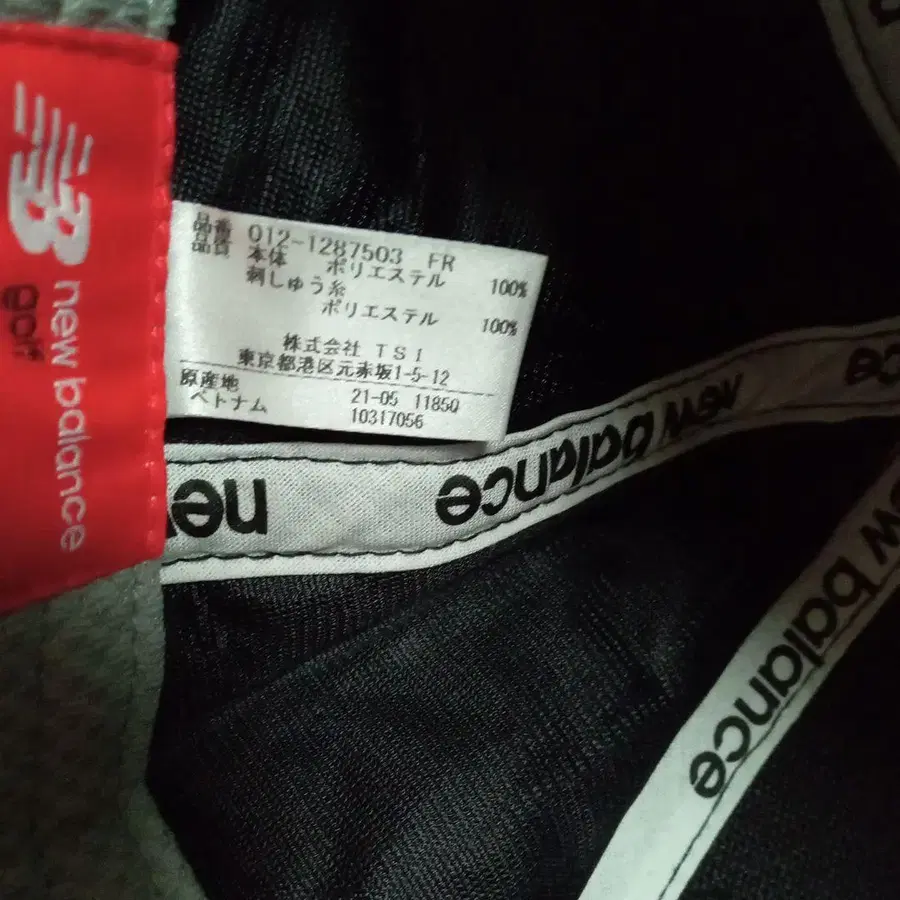 new balance
golf
品番 012-1287503 FR
品質 本体 ポリエステル 100%
刺しゅう糸
ポリエステル 100%
株式会社 TSI
東京都港区元赤坂1-5-12
原産地
ベトナム
21-05 11850
10317056
new
new balance
new balance